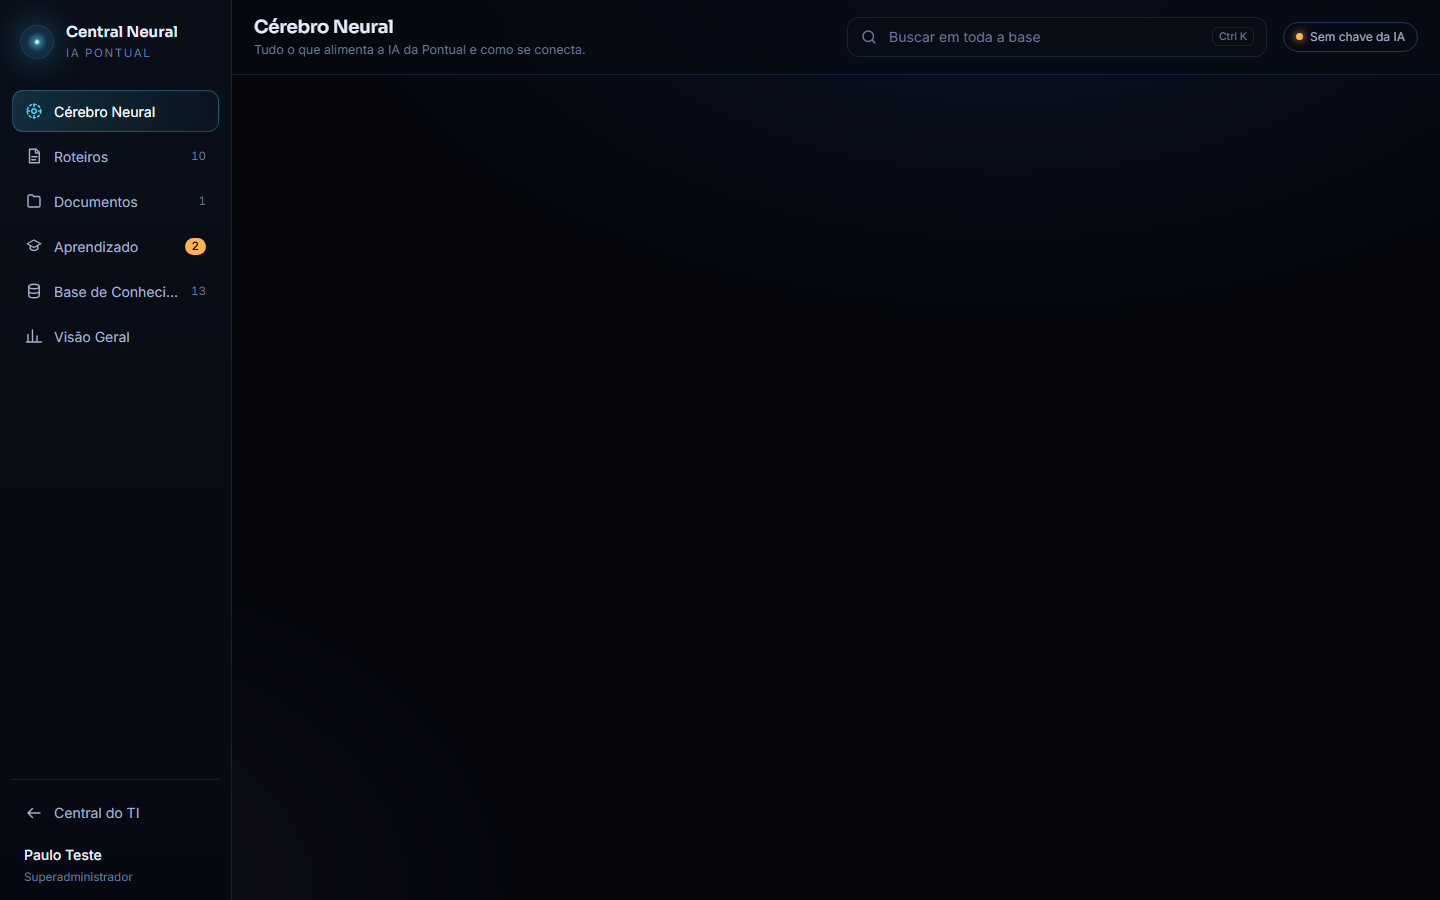 Central Neural
IA PONTUAL
Cérebro Neural
Roteiros 10
Documentos 1
Aprendizado 2
Base de Conheci... 13
Visão Geral
Central do TI
Paulo Teste
Superadministrador
Cérebro Neural
Tudo o que alimenta a IA da Pontual e como se conecta.
Buscar em toda a base Ctrl K
Sem chave da IA